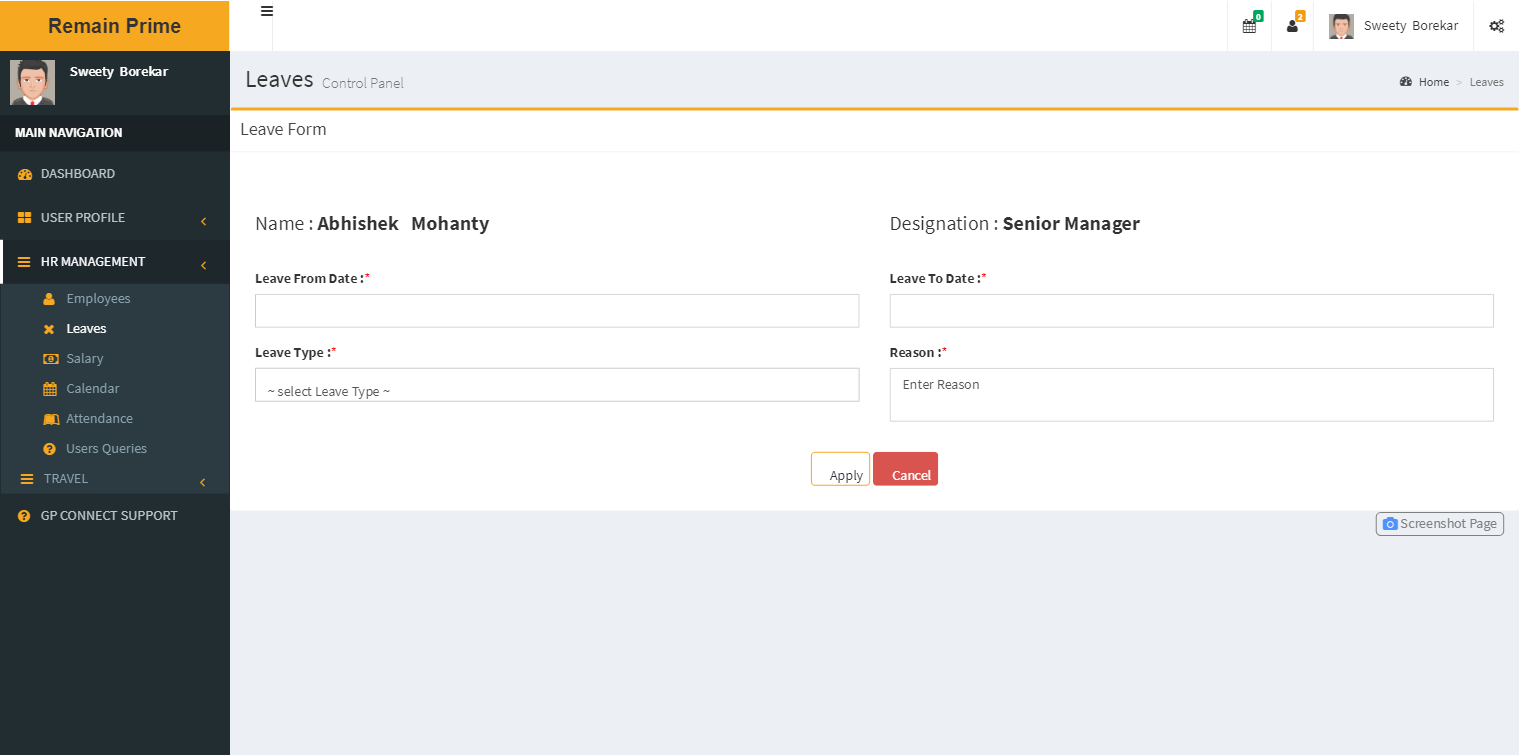 Remain Prime
0
2
Sweety Borekar
Sweety Borekar
MAIN NAVIGATION
DASHBOARD
USER PROFILE
HR MANAGEMENT
Employees
Leaves
Salary
Calendar
Attendance
Users Queries
TRAVEL
GP CONNECT SUPPORT
Leaves Control Panel
Home > Leaves
Leave Form
Name : Abhishek Mohanty
Designation : Senior Manager
Leave From Date :*
Leave To Date :*
Leave Type :*
Reason :*
~ select Leave Type ~
Enter Reason
Apply
Cancel
Screenshot Page